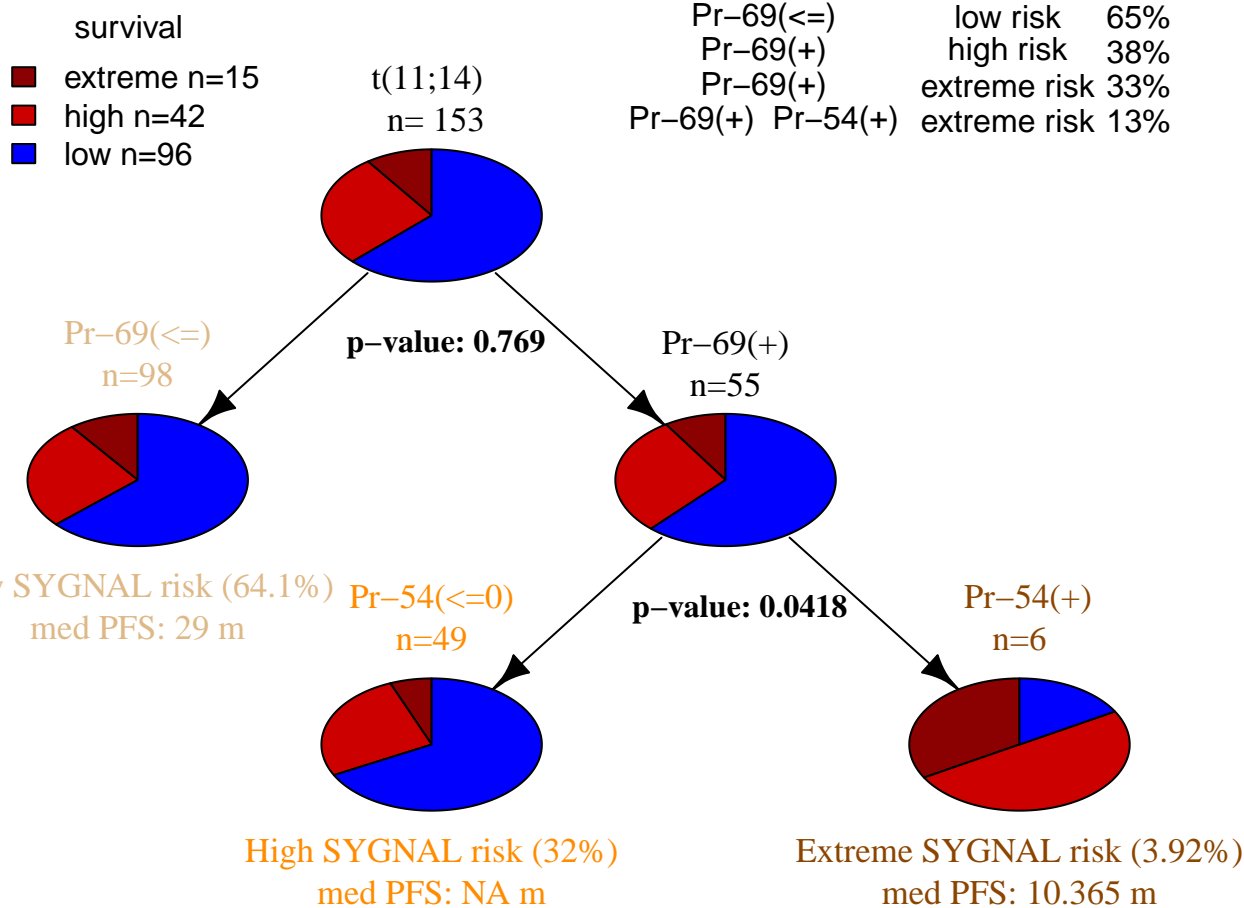 survival
extreme n=15
high n=42
low n=96
t(11;14)
n= 153
Pr−69(<=) low risk 65%
Pr−69(+) high risk 38%
Pr−69(+) extreme risk 33%
Pr−69(+) Pr−54(+) extreme risk 13%
Pr−69(<=)
n=98
p−value: 0.769
Pr−69(+)
n=55
SYGNAL risk (64.1%)
med PFS: 29 m
Pr−54(<=0)
n=49
p−value: 0.0418
Pr−54(+)
n=6
High SYGNAL risk (32%)
med PFS: NA m
Extreme SYGNAL risk (3.92%)
med PFS: 10.365 m